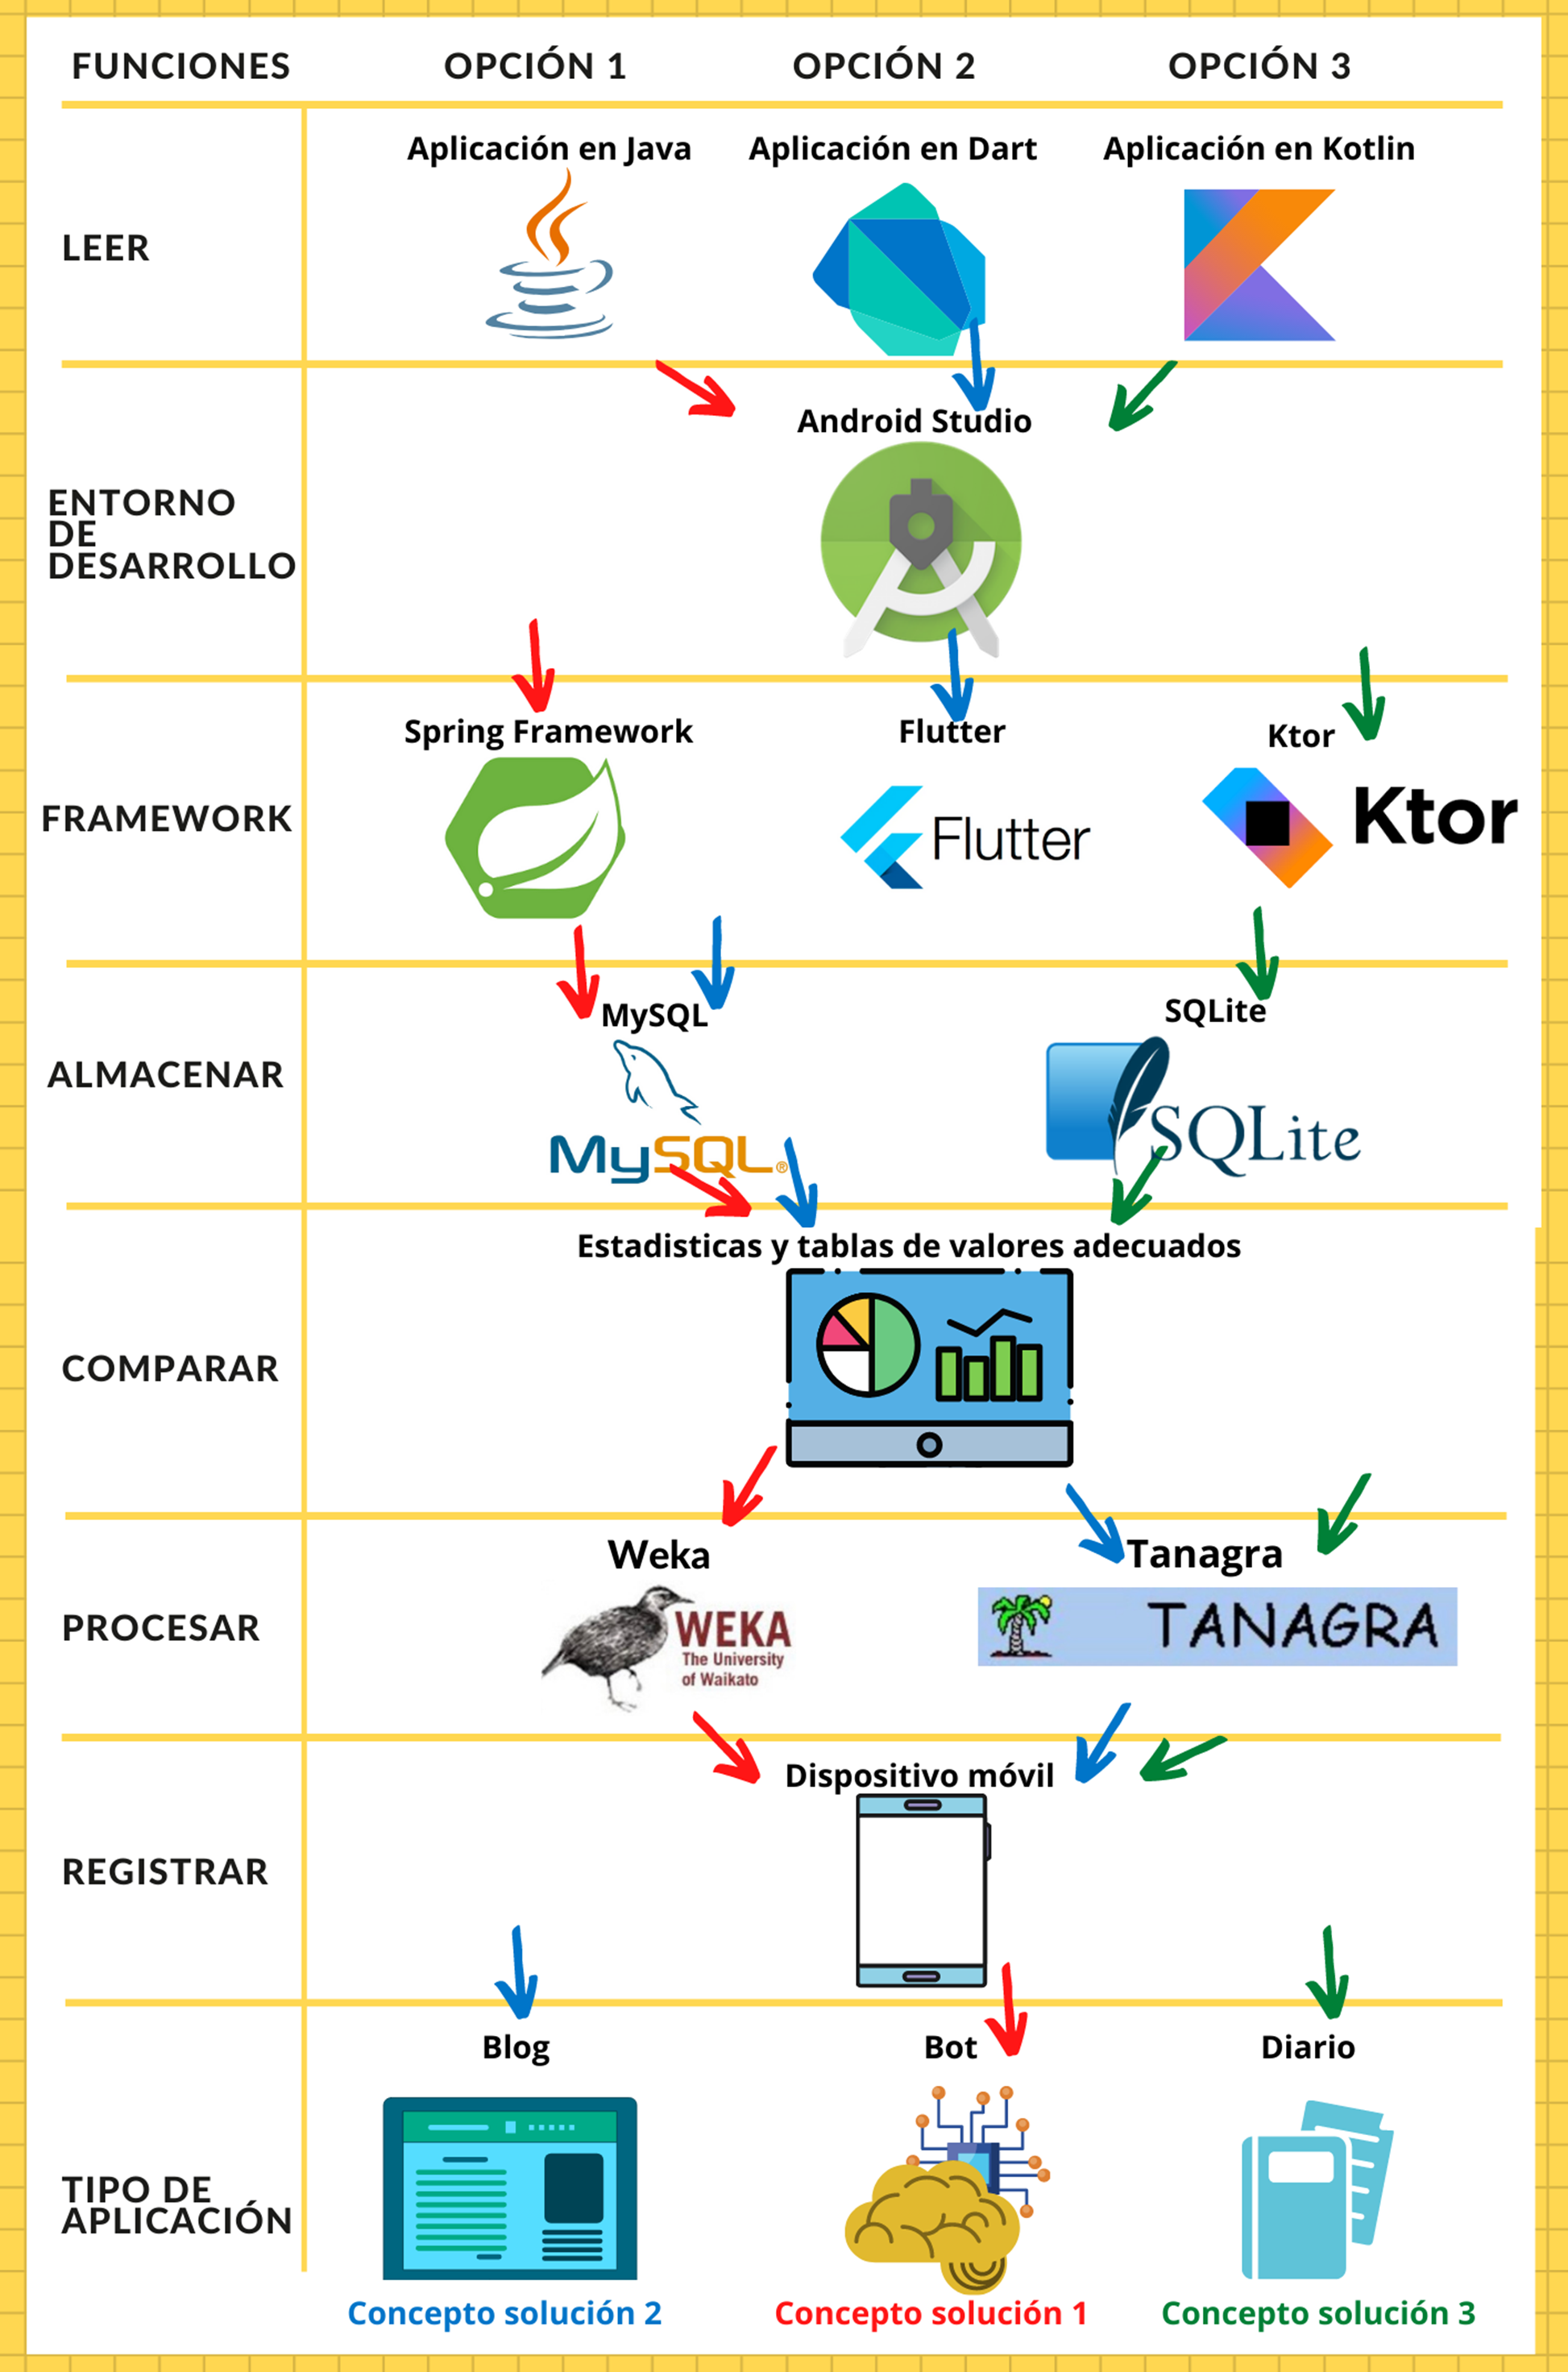 FUNCIONES
OPCIÓN 1
OPCIÓN 2
OPCIÓN 3
LEER
Aplicación en Java
Aplicación en Dart
Aplicación en Kotlin
ENTORNO
DE
DESARROLLO
Android Studio
FRAMEWORK
Spring Framework
Flutter
Flutter
Ktor
Ktor
ALMACENAR
MySQL
MySQL®
SQLite
SQLite
COMPARAR
Estadisticas y tablas de valores adecuados
PROCESAR
Weka
WEKA
The University
of Waikato
Tanagra
TANAGRA
REGISTRAR
Dispositivo móvil
TIPO DE
APLICACIÓN
Blog
Bot
Diario
Concepto solución 2
Concepto solución 1
Concepto solución 3